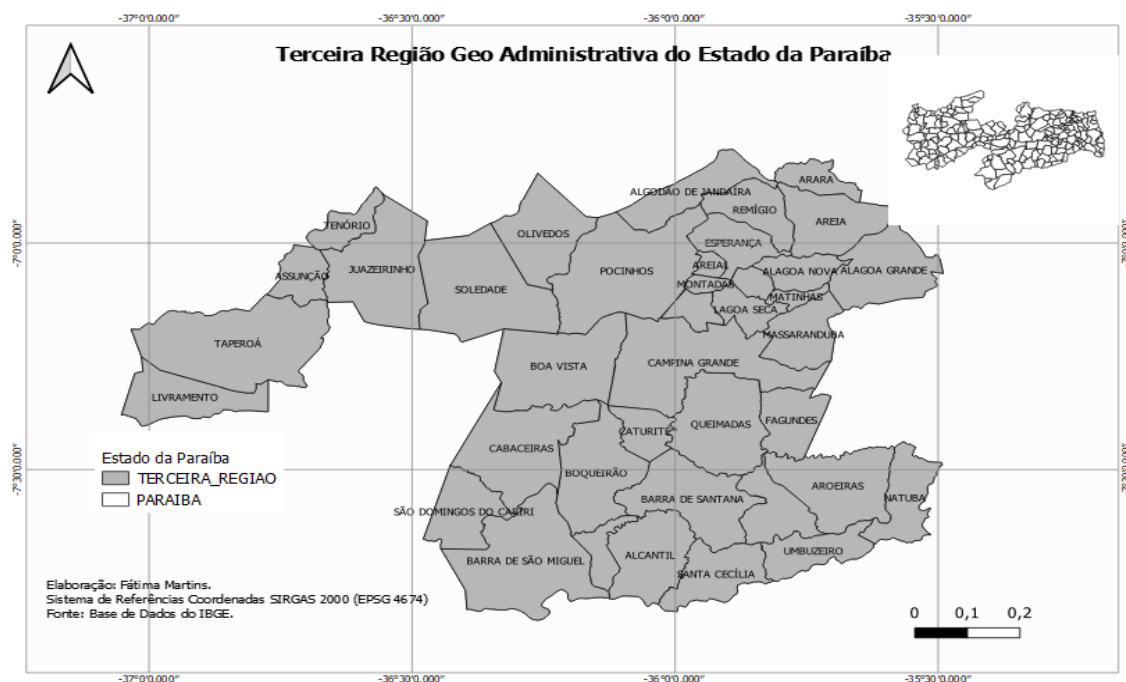 -37°0'0.000"
-36°30'0.000"
-36°0'0.000"
-35°30'0.000"
Terceira Região Geo Administrativa do Estado da Paraíba
ARARA
ALGODÃO DE JANDAÍRA
REMÍGIO
AREIA
TENÓRIO
OLIVEDOS
ESPERANÇA
-7°0'0.000"
-7°0'0.000"
ASSUNÇÃO
JUAZEIRINHO
SOLEDADE
POCINHOS
AREIAL
ALAGOA NOVA
ALAGOA GRANDE
MONTADAS
MATINHAS
LAGOA SECA
MASSARANDUBA
TAPEROÁ
BOA VISTA
CAMPINA GRANDE
LIVRAMENTO
CATURITÉ
QUEIMADAS
FAGUNDES
CABACEIRAS
BOQUEIRÃO
-7°30'0.000"
-7°30'0.000"
Estado da Paraíba
TERCEIRA_REGIAO
PARAIBA
AROEIRAS
NATUBA
BARRA DE SANTANA
SÃO DOMINGOS DO CARIRI
BARRA DE SÃO MIGUEL
ALCANTIL
UMBUZEIRO
SANTA CECÍLIA
Elaboração: Fátima Martins.
Sistema de Referências Coordenadas SIRGAS 2000 (EPSG 4674)
Fonte: Base de Dados do IBGE.
0 0,1 0,2
-37°0'0.000"
-36°30'0.000"
-36°0'0.000"
-35°30'0.000"